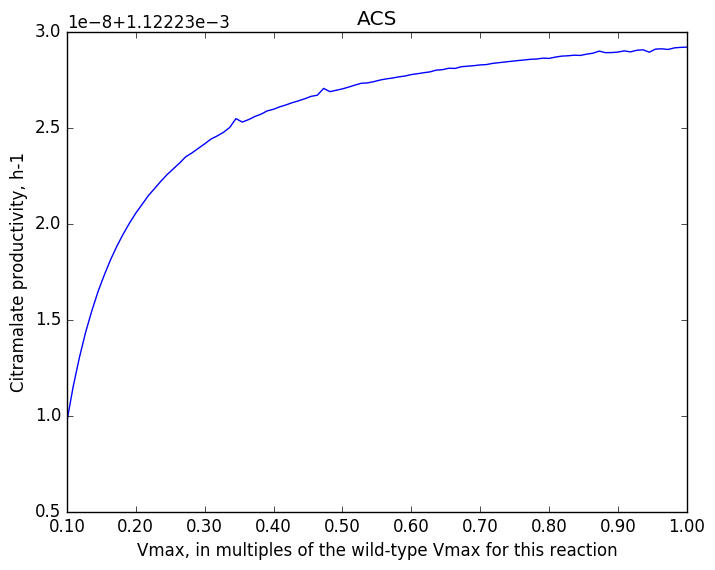 ACS
1e-8+1.12223e-3
3.0
2.5
2.0
1.5
1.0
0.5
Citramalate productivity, h-1
0.10 0.20 0.30 0.40 0.50 0.60 0.70 0.80 0.90 1.00
Vmax, in multiples of the wild-type Vmax for this reaction